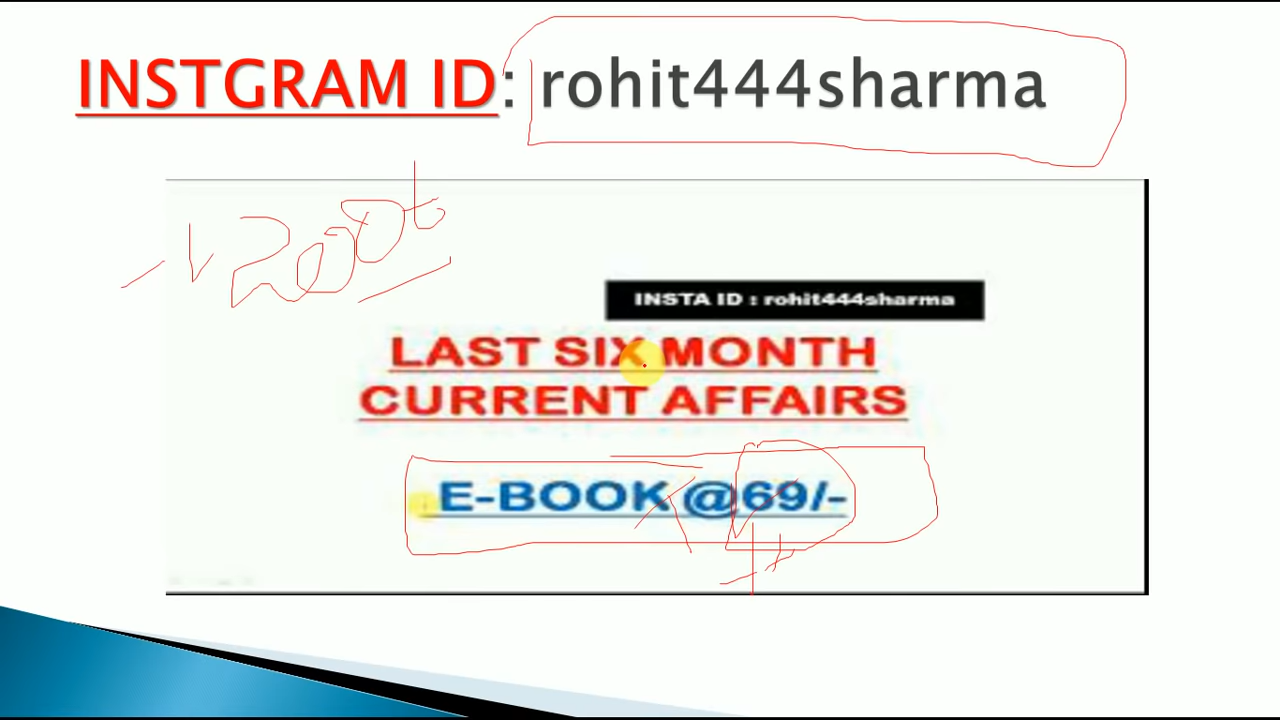 INSTGRAM ID: rohit444sharma
INSTA ID : rohit444sharma
LAST SIX MONTH
CURRENT AFFAIRS
E-BOOK @69/-